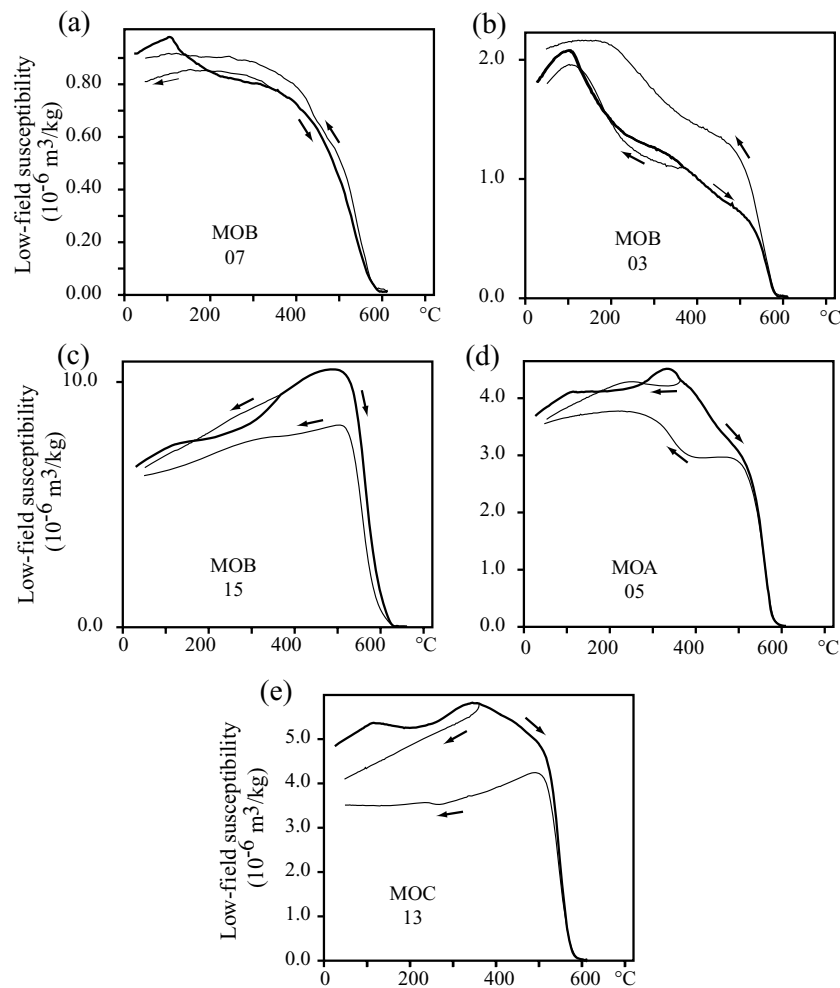 (a)
Low-field susceptibility
(10-6 m3/kg)
0.80
0.60
0.40
0.20
0.00
MOB
07
0 200 400 600 °C
(b)
2.0
1.0
0.0
MOB
03
0 200 400 600 °C
(c)
Low-field susceptibility
(10-6 m3/kg)
10.0
0.0
MOB
15
0 200 400 600 °C
(d)
4.0
3.0
2.0
1.0
0.0
MOA
05
0 200 400 600 °C
(e)
Low-field susceptibility
(10-6 m3/kg)
5.0
4.0
3.0
2.0
1.0
0.0
MOC
13
0 200 400 600 °C